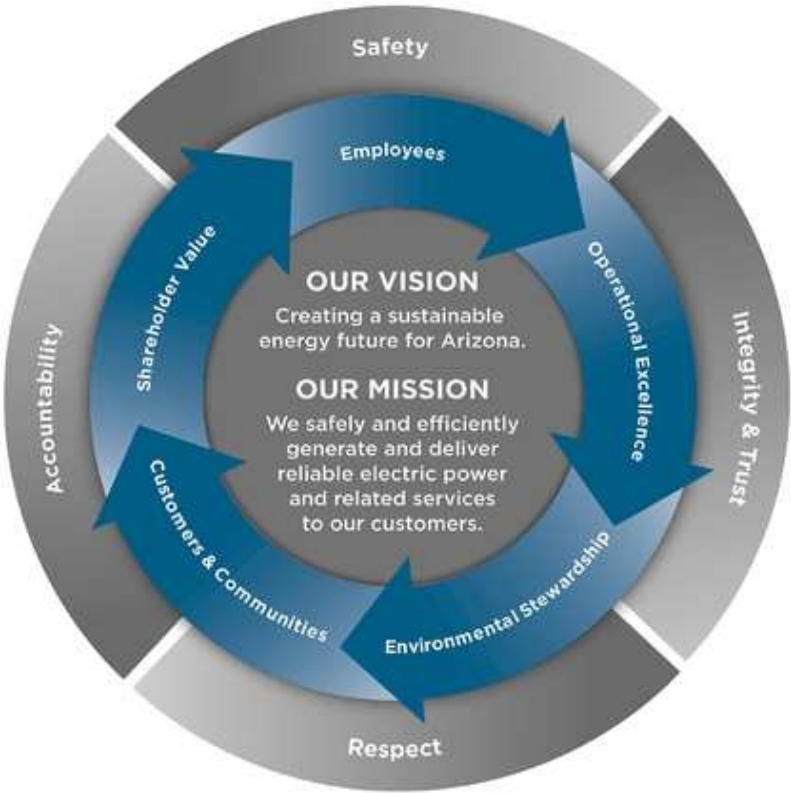 Safety
Employees
Operational Excellence
Environmental Stewardship
Customers & Communities
Shareholder Value
Integrity & Trust
Respect
Accountability
OUR VISION
Creating a sustainable
energy future for Arizona.
OUR MISSION
We safely and efficiently
generate and deliver
reliable electric power
and related services
to our customers.